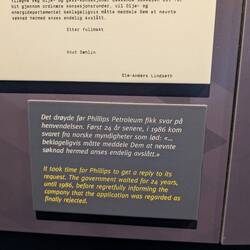 bli gjennom ordinære konsesjonsrunder, vil Olje- og
energidepartementet beklageligvis måtte meddele Dem at nevnte
søknad hermed anses endelig avslått.
Etter fullmakt
Knut Dæhlin
Ole-Anders Lindseth
Det drøyde før Phillips Petroleum fikk svar på
henvendelsen. Først 24 år senere, i 1986 kom
svaret fra norske myndigheter som lød: «…
beklageligvis måtte meddele Dem at nevnte
søknad hermed anses endelig avslått.»
It took time for Phillips to get a reply to its
request. The government waited for 24 years,
until 1986, before regretfully informing the
company that the application was regarded as
finally rejected.